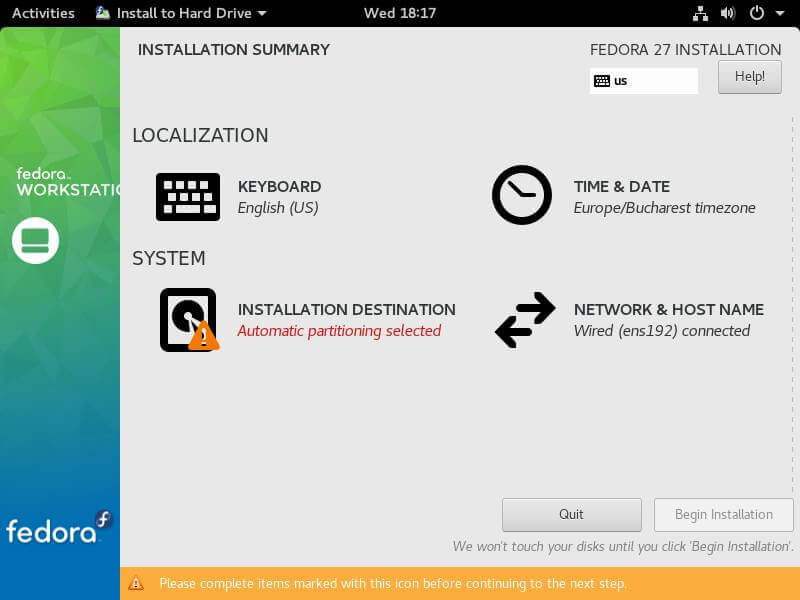 Activities
Install to Hard Drive
Wed 18:17
INSTALLATION SUMMARY
FEDORA 27 INSTALLATION
us
Help!
fedora
WORKSTATIO
LOCALIZATION
KEYBOARD
English (US)
TIME & DATE
Europe/Bucharest timezone
SYSTEM
INSTALLATION DESTINATION
Automatic partitioning selected
NETWORK & HOST NAME
Wired (ens192) connected
fedora
Quit
Begin Installation
We won't touch your disks until you click 'Begin Installation'.
Please complete items marked with this icon before continuing to the next step.